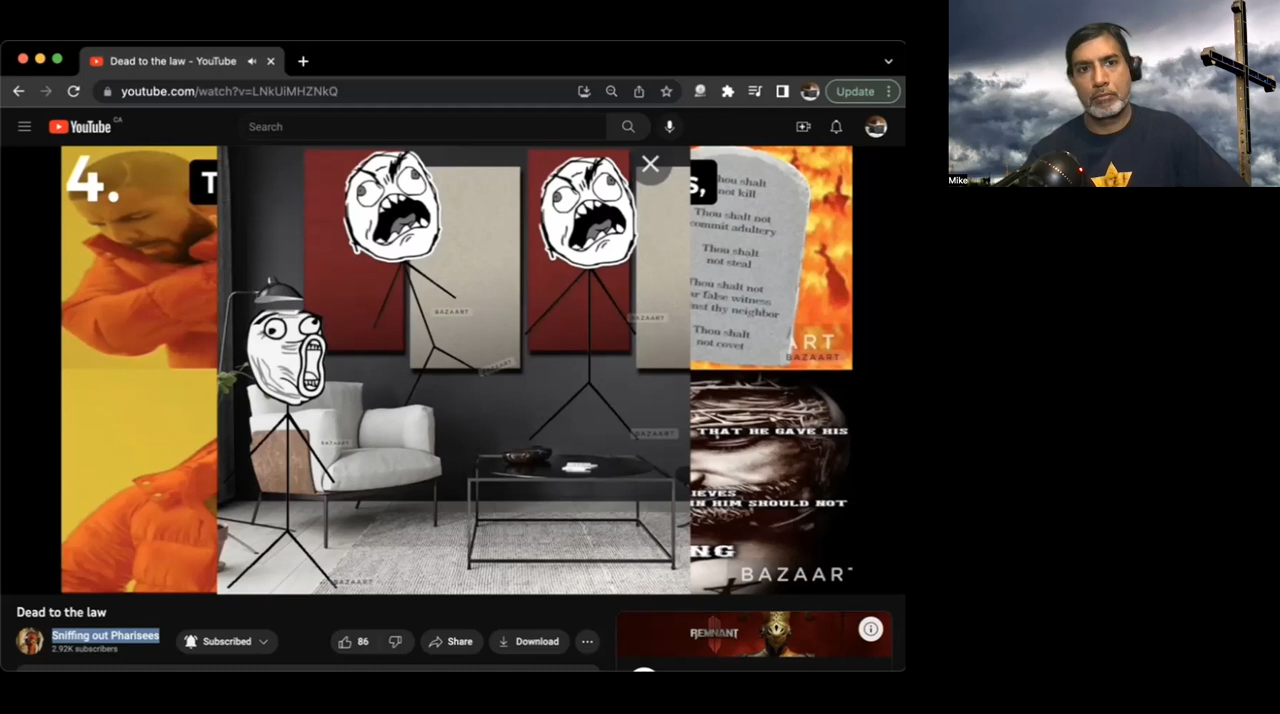 Dead to the law - YouTube
youtube.com/watch?v=LNkUiMHZNkQ
Update
YouTube CA
Search
Mike
4.
T
s,
hou shalt
not kill
Thou shalt not
commit adultery
Thou shalt
not steal
Thou shalt not
ar false witness
inst thy neighbor
Thou shalt
not covet
ART
BAZAART
BAZAART
BAZAART
BAZAART
BAZAART
BAZAART
BAZAART
THAT HE GAVE HIS
IEVES
IN HIM SHOULD NOT
NG
BAZAAR
Dead to the law
Sniffing out Pharisees
2.92K subscribers
Subscribed
86
Share
Download
REMNANT